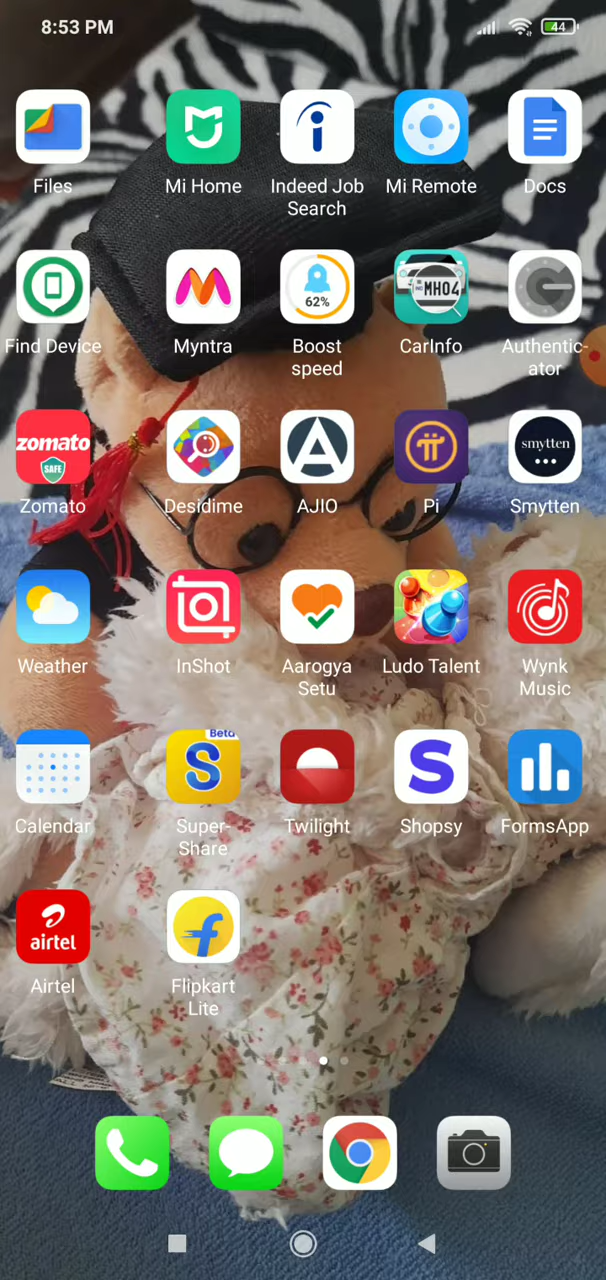 8:53 PM 44
Files Mi Home Indeed Job Mi Remote Docs
Search
62% MH04
Find Device Myntra Boost CarInfo Authentic-
speed ator
zomato smytten
SAFE
Zomato Desidime AJIO Pi Smytten
Weather InShot Aarogya Ludo Talent Wynk
Setu Music
Beta
S S
Calendar Super- Twilight Shopsy FormsApp
Share
airtel
Airtel Flipkart
Lite